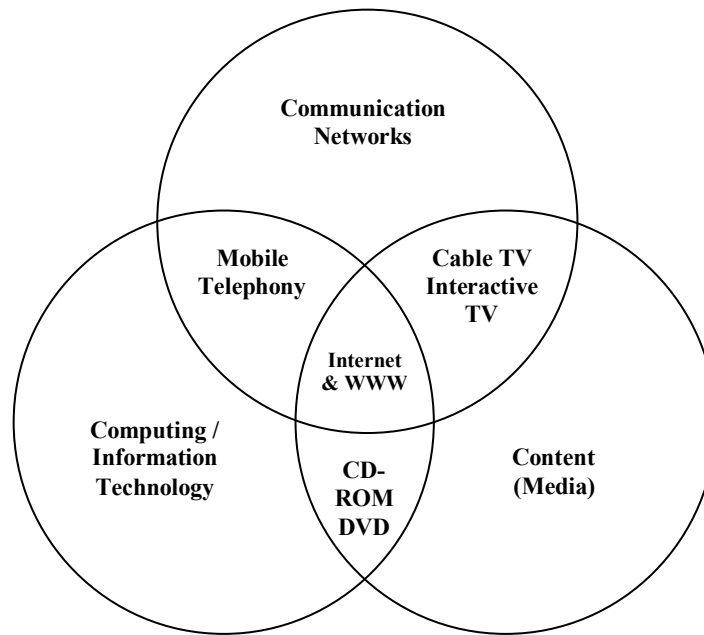 Communication
Networks
Mobile
Telephony
Cable TV
Interactive
TV
Internet
& WWW
Computing /
Information
Technology
CD-
ROM
DVD
Content
(Media)